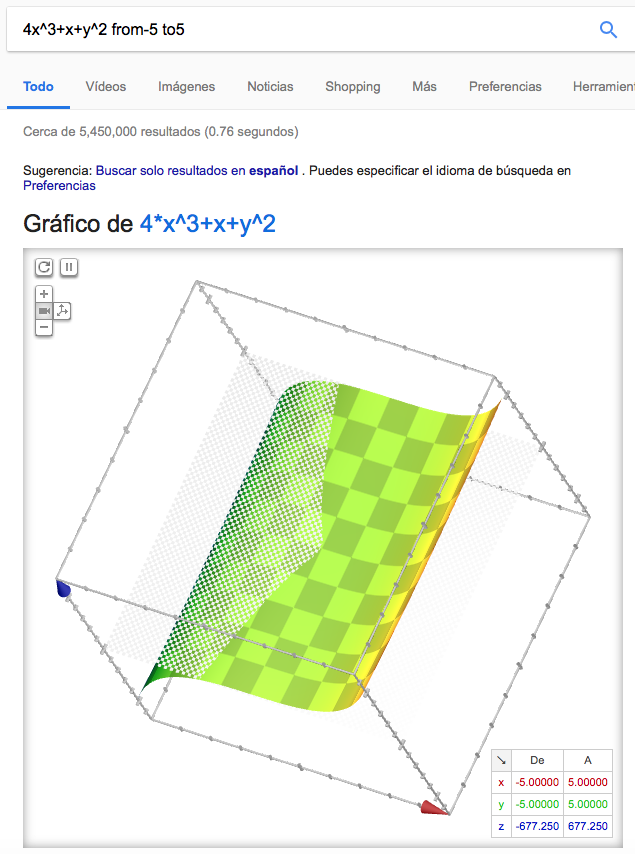 4x^3+x+y^2 from-5 to5
Todo Vídeos Imágenes Noticias Shopping Más Preferencias Herramien
Cerca de 5,450,000 resultados (0.76 segundos)
Sugerencia: Buscar solo resultados en español . Puedes especificar el idioma de búsqueda en
Preferencias
Gráfico de 4*x^3+x+y^2
De A
x -5.00000 5.00000
y -5.00000 5.00000
z -677.250 677.250